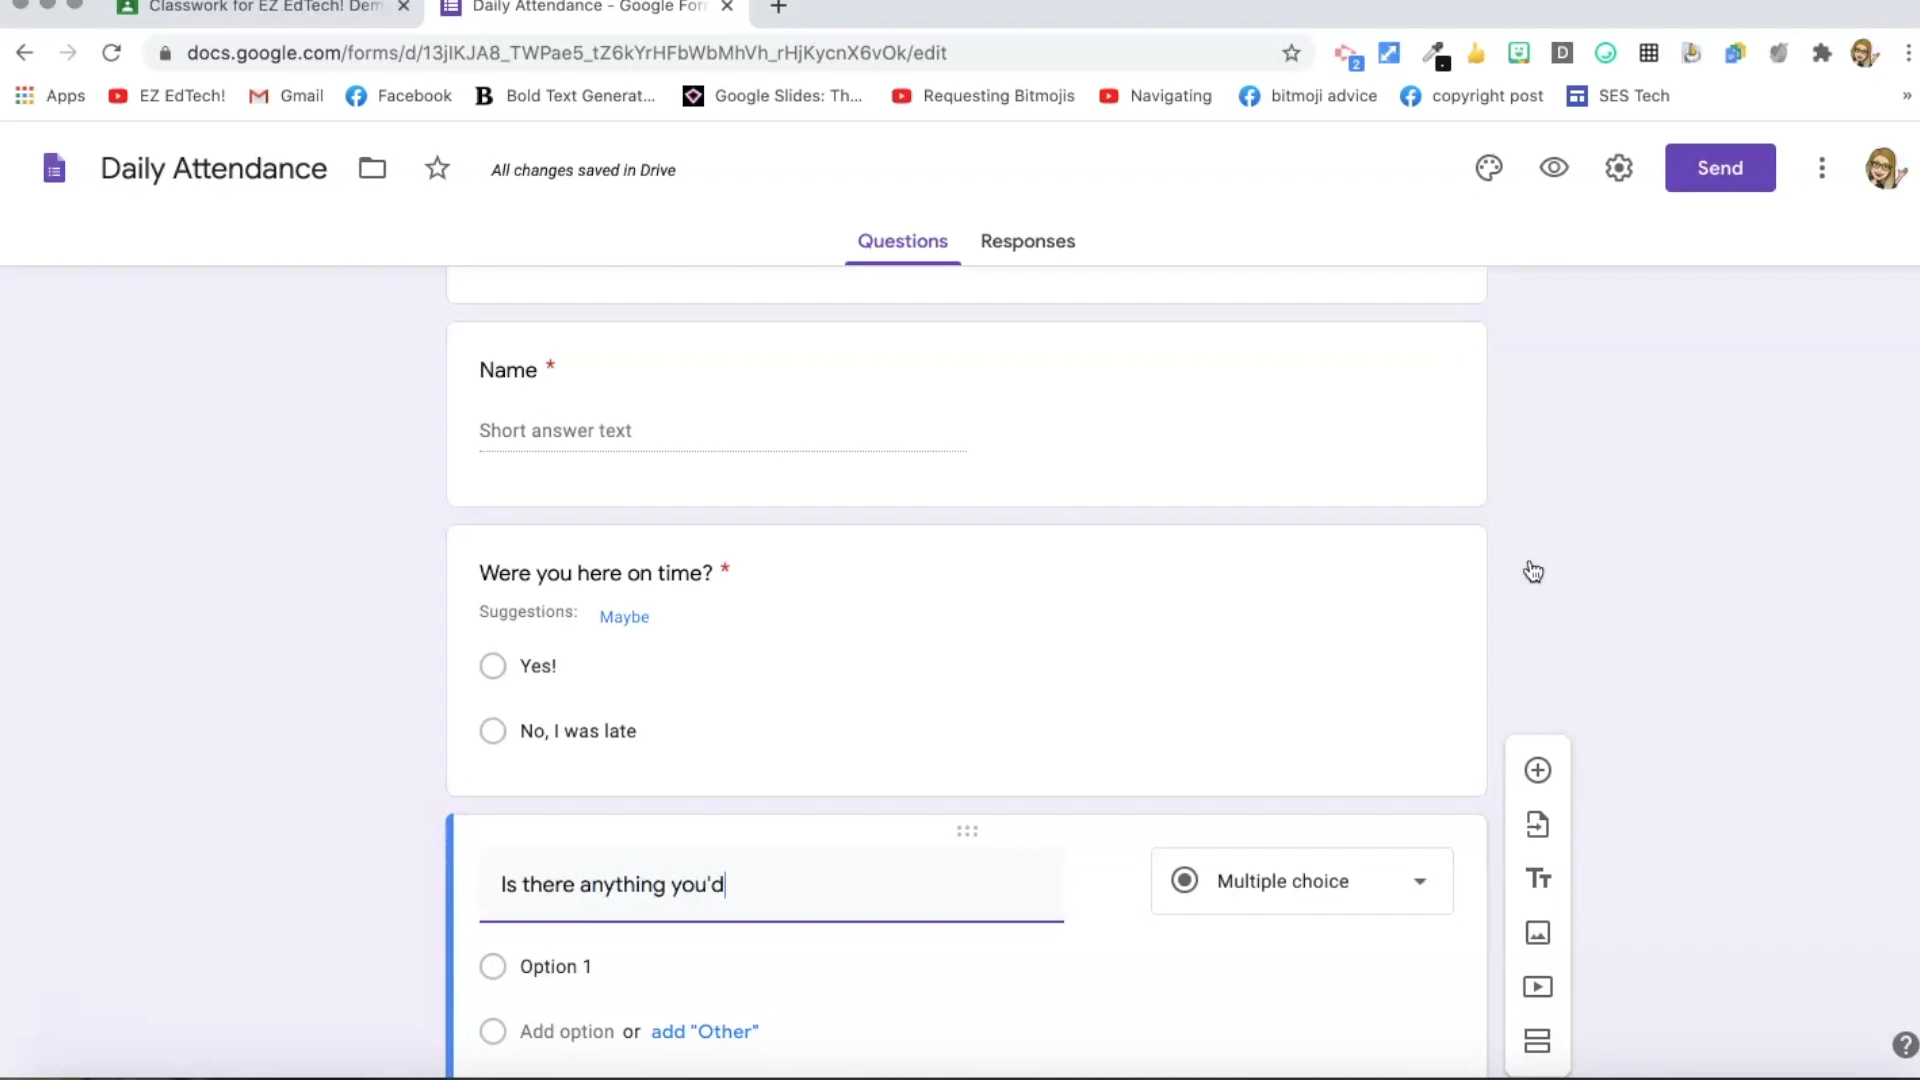 Classwork for EZ EdTech! Dem
Daily Attendance - Google For
docs.google.com/forms/d/13jlKJA8_TWPae5_tZ6kYrHFbWbMhVh_rHjKycnX6vOk/edit
2
D
Apps
EZ EdTech!
Gmail
Facebook
B
Bold Text Generat...
Google Slides: Th...
Requesting Bitmojis
Navigating
bitmoji advice
copyright post
SES Tech
»
Daily Attendance
All changes saved in Drive
Send
Questions
Responses
Name *
Short answer text
Were you here on time? *
Suggestions: Maybe
Yes!
No, I was late
Is there anything you'd
Multiple choice
Tt
Option 1
Add option or add "Other"
?